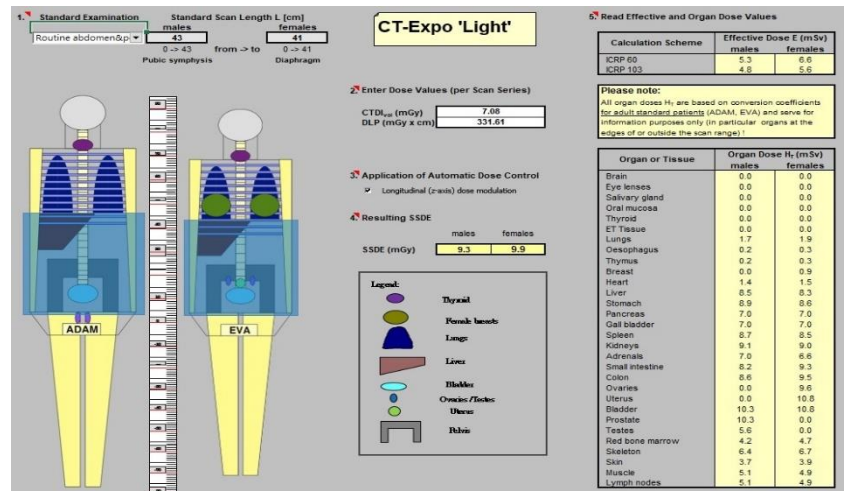 CT-Expo 'Light'
1. Standard Examination
Standard Scan Length L [cm]
males females
Routine abdomen&p 43 41
0 -> 43 from -> to 0 -> 41
Pubic symphysis Diaphragm
ADAM
EVA
2. Enter Dose Values (per Scan Series)
CTDIvol (mGy) 7.08
DLP (mGy x cm) 331.61
3. Application of Automatic Dose Control
Longitudinal (z-axis) dose modulation
4. Resulting SSDE
males females
SSDE (mGy) 9.3 9.9
Legend:
Thyroid
Female breasts
Lungs
Liver
Bladder
Ovaries / Testes
Uterus
Pelvis
5. Read Effective and Organ Dose Values
Calculation Scheme Effective Dose E (mSv)
males females
ICRP 60 5.3 6.6
ICRP 103 4.8 5.6
Please note:
All organ doses HT are based on conversion coefficients
for adult standard patients (ADAM, EVA) and serve for
information purposes only (in particular organs at the
edges of or outside the scan range) !
Organ or Tissue Organ Dose HT (mSv)
males females
Brain 0.0 0.0
Eye lenses 0.0 0.0
Salivary gland 0.0 0.0
Oral mucosa 0.0 0.0
Thyroid 0.0 0.0
ET Tissue 0.0 0.0
Lungs 1.7 1.9
Oesophagus 0.2 0.3
Thymus 0.2 0.3
Breast 0.0 0.9
Heart 1.4 1.5
Liver 8.5 8.3
Stomach 8.9 8.6
Pancreas 7.0 7.0
Gall bladder 7.0 7.0
Spleen 8.7 8.5
Kidneys 9.1 9.0
Adrenals 7.0 6.6
Small intestine 8.2 9.3
Colon 8.6 9.5
Ovaries 0.0 9.6
Uterus 0.0 10.8
Bladder 10.3 10.8
Prostate 10.3 0.0
Testes 5.6 0.0
Red bone marrow 4.2 4.7
Skeleton 6.4 6.7
Skin 3.7 3.9
Muscle 5.1 4.9
Lymph nodes 5.1 4.9